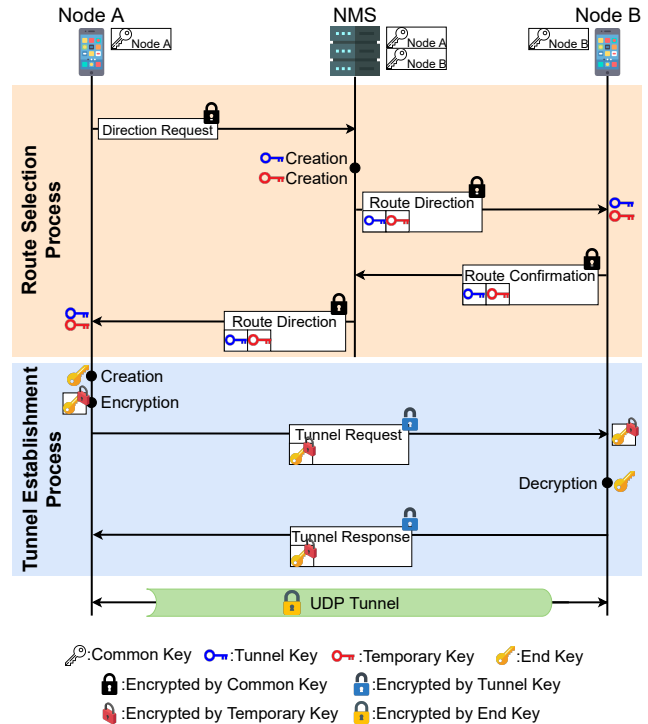 Node A
NMS
Node B
Node A
Node A
Node B
Node B
Route Selection
Process
Direction Request
Creation
Creation
Route Direction
Route Confirmation
Route Direction
Tunnel Establishment
Process
Creation
Encryption
Tunnel Request
Decryption
Tunnel Response
UDP Tunnel
:Common Key :Tunnel Key :Temporary Key :End Key
:Encrypted by Common Key :Encrypted by Tunnel Key
:Encrypted by Temporary Key :Encrypted by End Key